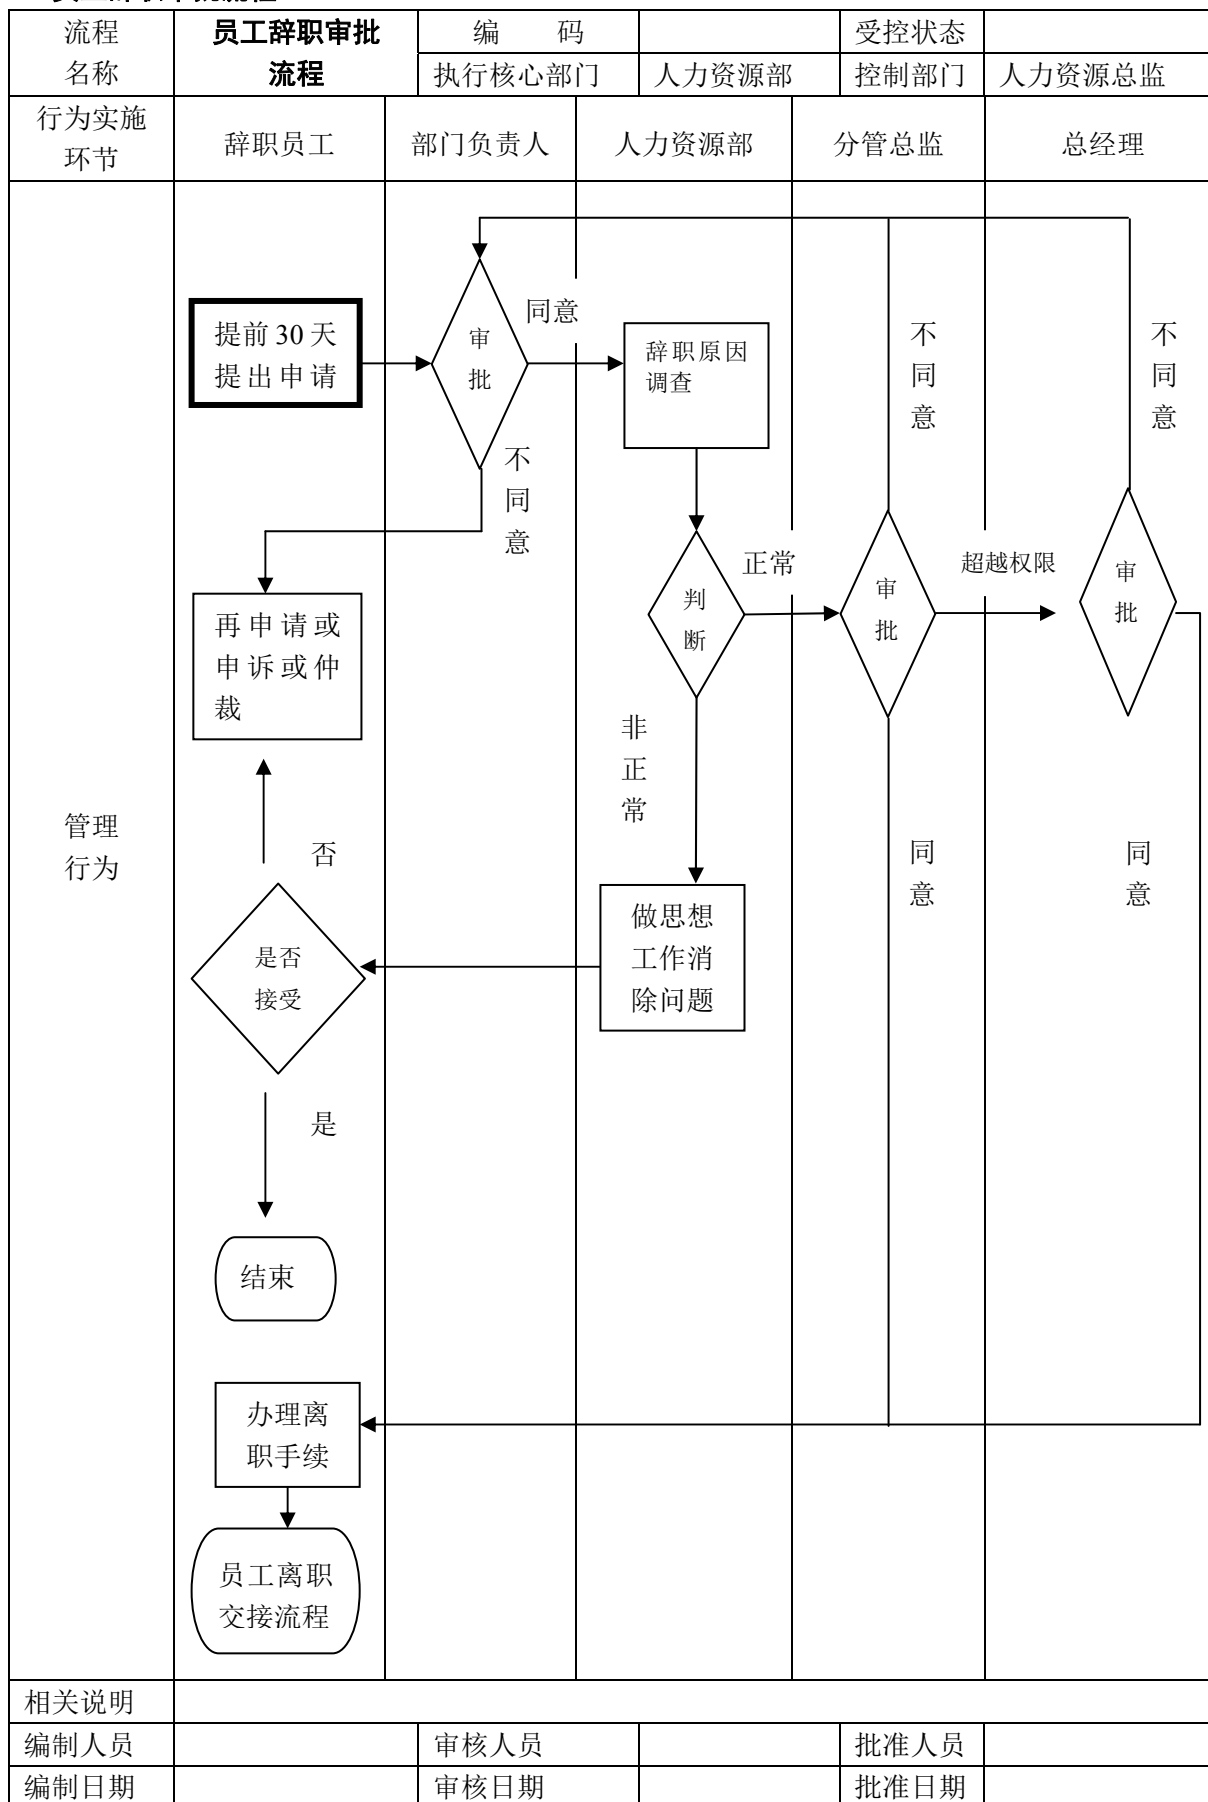 流程
名称
员工辞职审批
流程
编 码
受控状态
执行核心部门
人力资源部
控制部门
人力资源总监
行为实施
环节
辞职员工
部门负责人
人力资源部
分管总监
总经理
管理
行为
提前 30 天
提出申请
审
批
同意
辞职原因
调查
不
同
意
不
同
意
不
同
意
再申请或
申诉或仲
裁
判
断
正常
审
批
超越权限
审
批
非
正
常
否
同
意
同
意
是否
接受
做思想
工作消
除问题
是
结束
办理离
职手续
员工离职
交接流程
相关说明
编制人员
审核人员
批准人员
编制日期
审核日期
批准日期